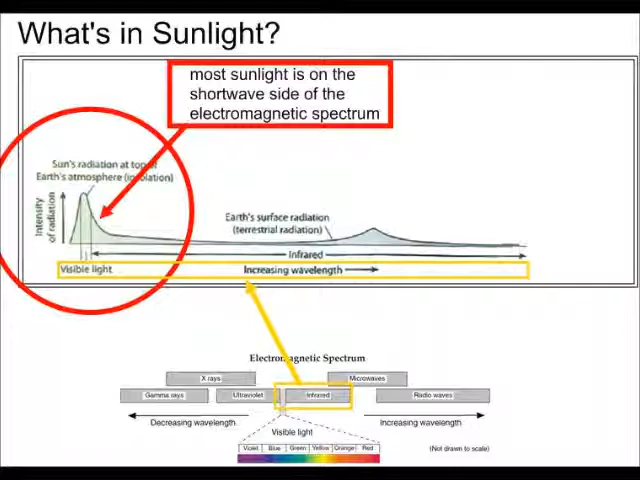 What's in Sunlight?
most sunlight is on the
shortwave side of the
electromagnetic spectrum
Sun's radiation at top of
Earth's atmosphere (insolation)
Intensity
of radiation
Earth's surface radiation
(terrestrial radiation)
Infrared
Visible light
Increasing wavelength
Electromagnetic Spectrum
X rays
Microwaves
Gamma rays
Ultraviolet
Infrared
Radio waves
Decreasing wavelength
Increasing wavelength
Visible light
(Not drawn to scale)
Violet Blue Green Yellow Orange Red